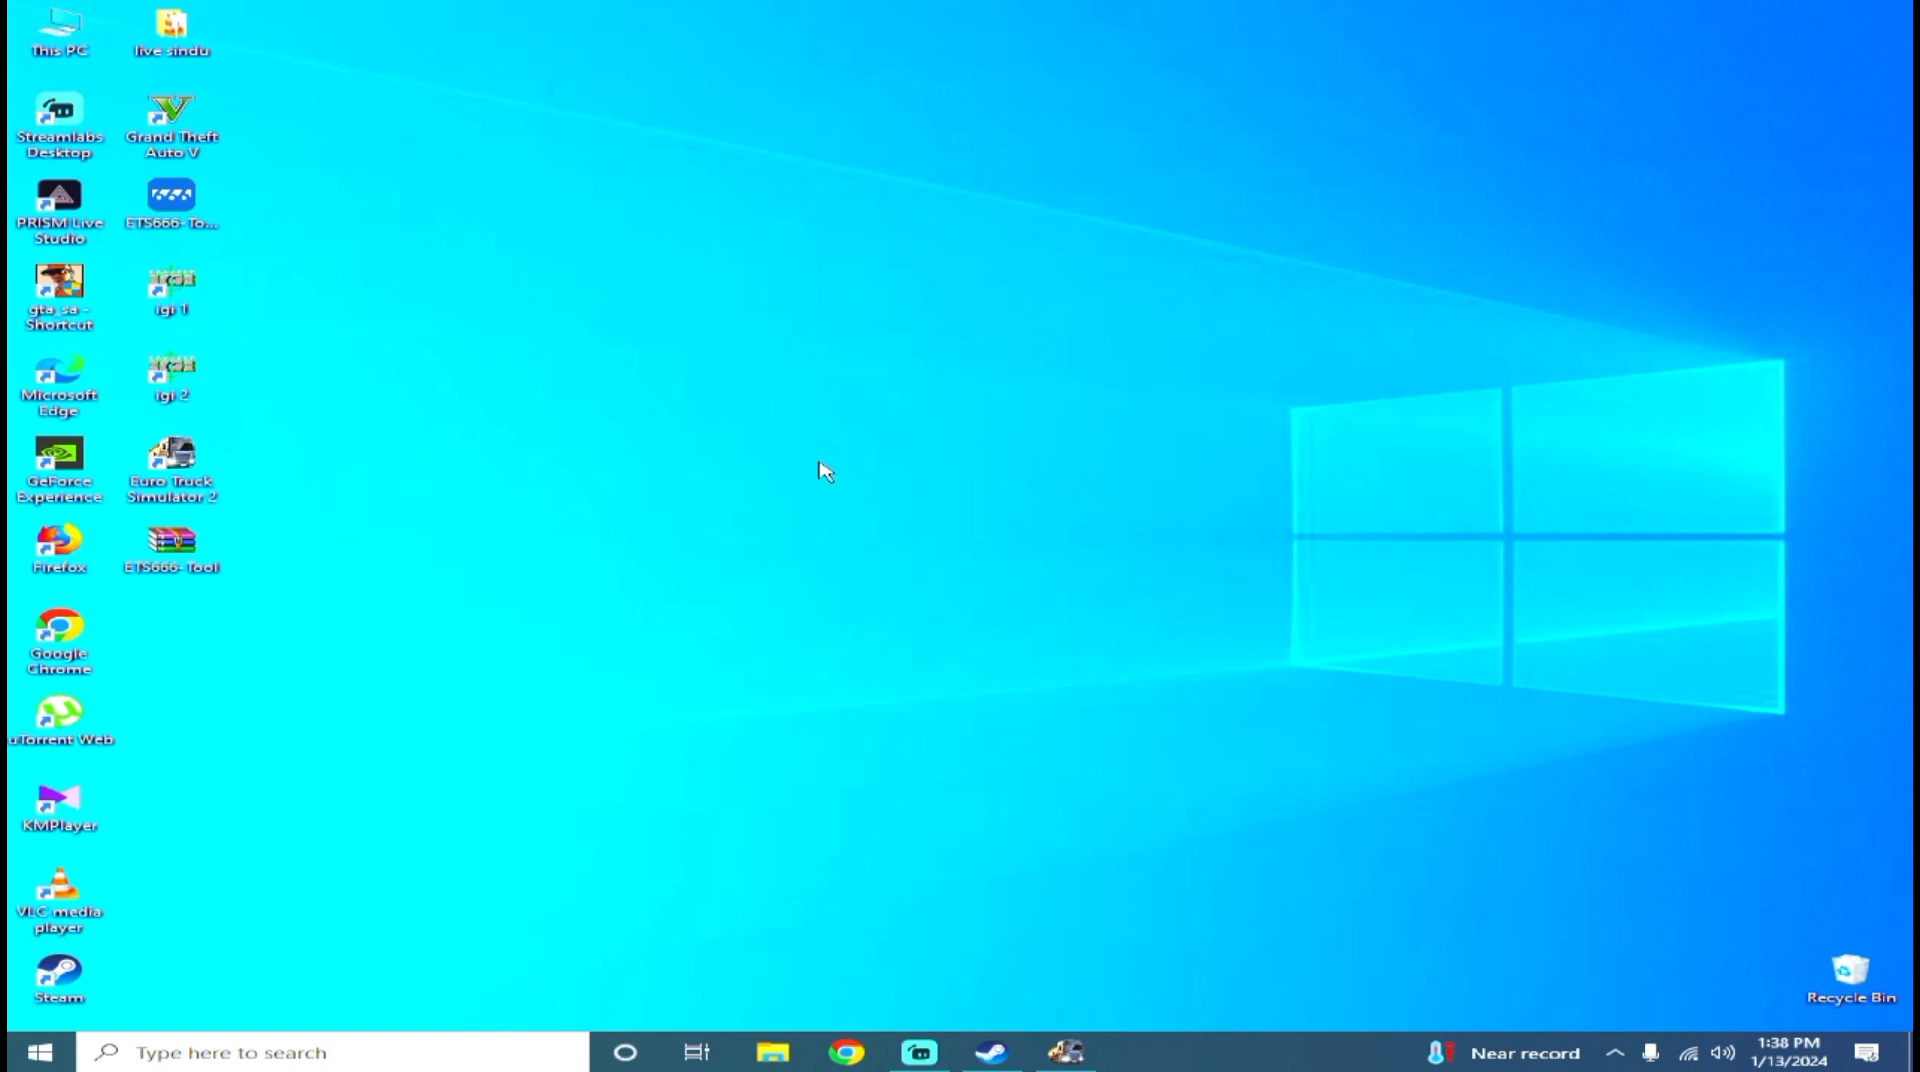 This PC
live sindu
Streamlabs
Desktop
Grand Theft
Auto V
PRISM Live
Studio
ETS666- To...
gta_sa -
Shortcut
igi 1
Microsoft
Edge
igi 2
GeForce
Experience
Euro Truck
Simulator 2
Firefox
ETS666- Tool
Google
Chrome
uTorrent Web
KMPlayer
VLC media
player
Steam
Recycle Bin
Type here to search
Near record
1:38 PM
1/13/2024